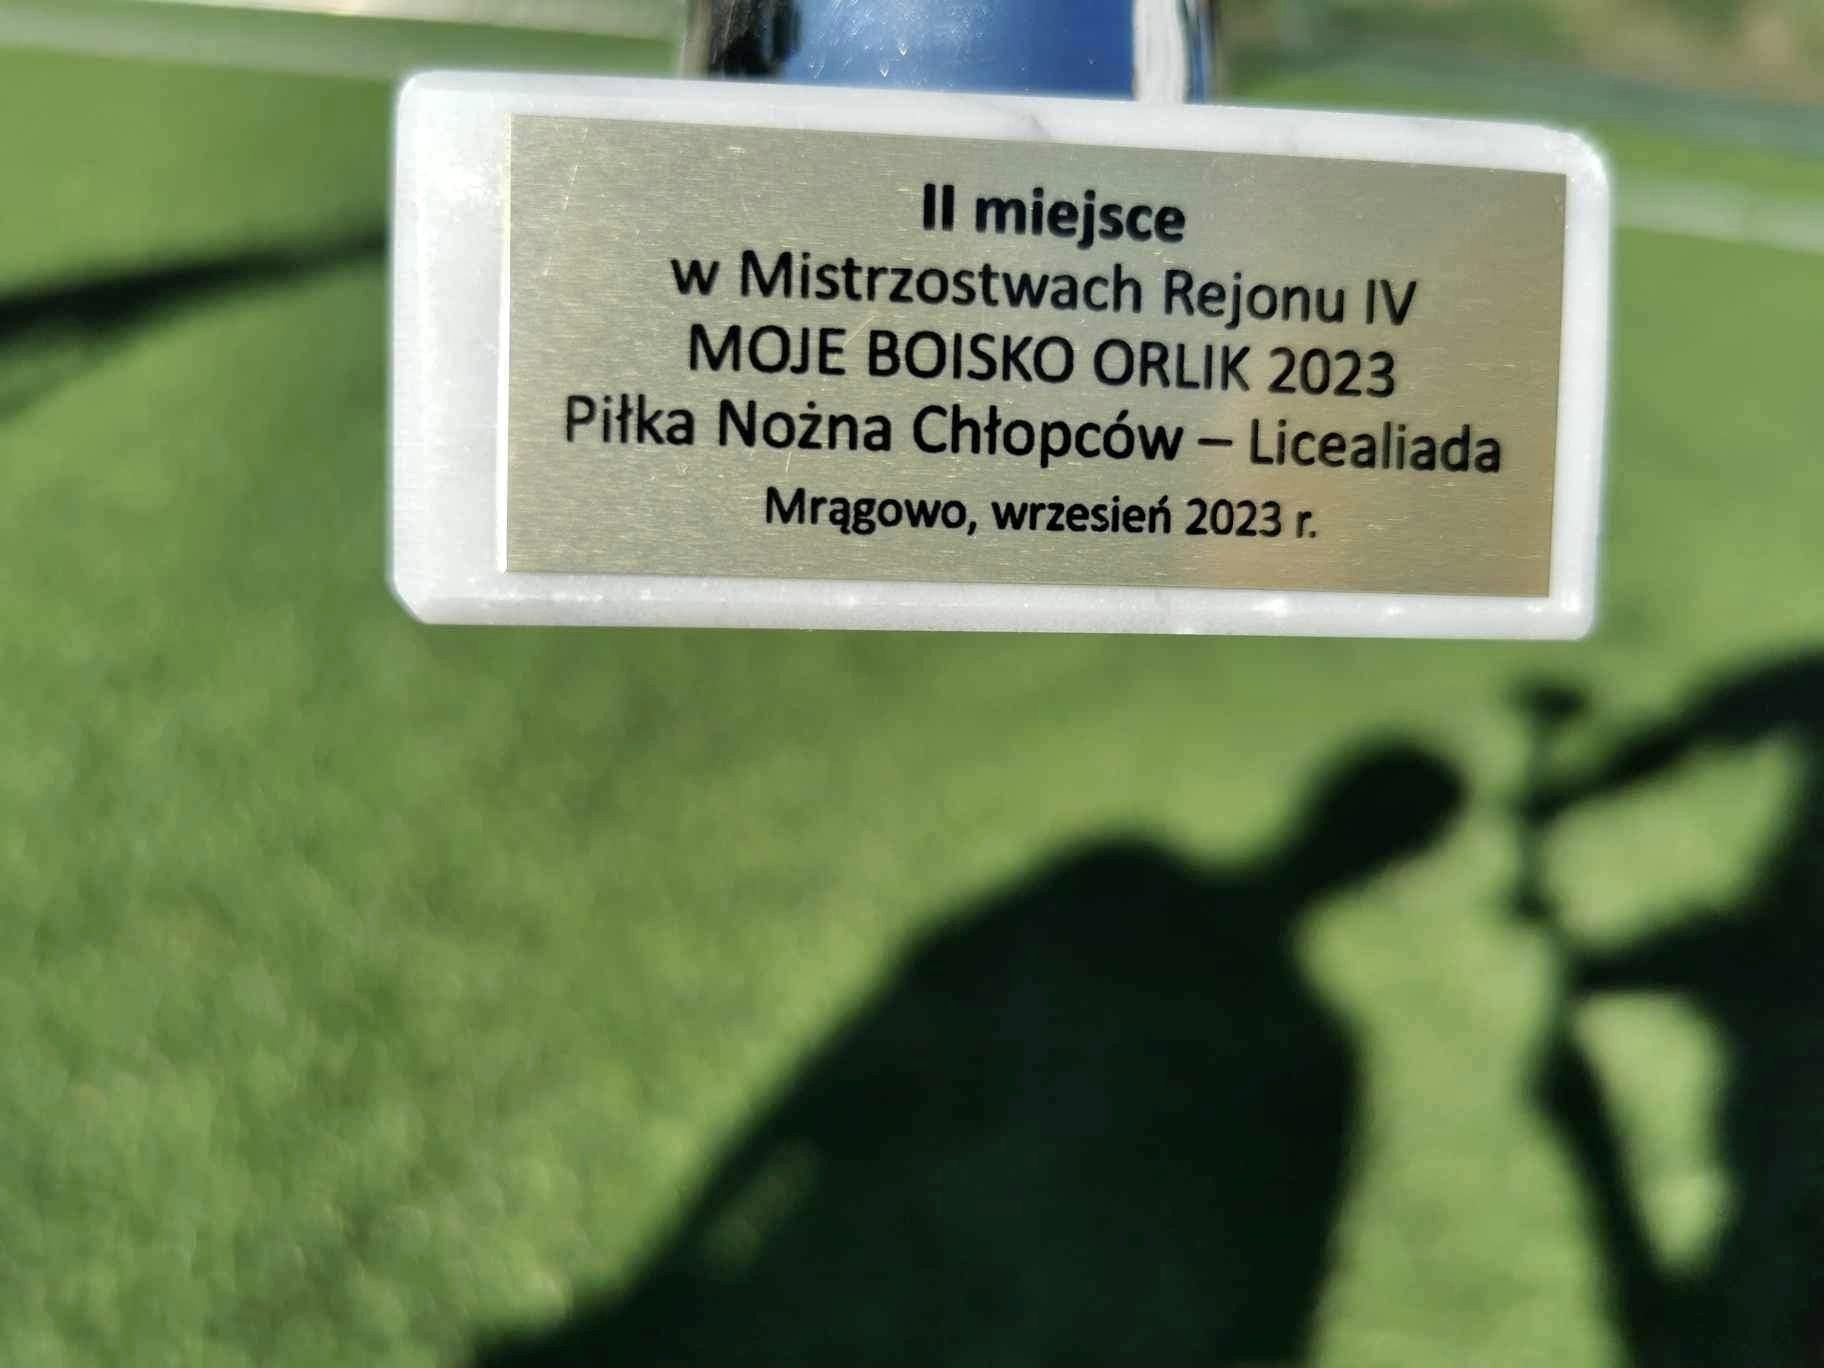 II miejsce
w Mistrzostwach Rejonu IV
MOJE BOISKO ORLIK 2023
Piłka Nożna Chłopców – Licealiada
Mrągowo, wrzesień 2023 r.